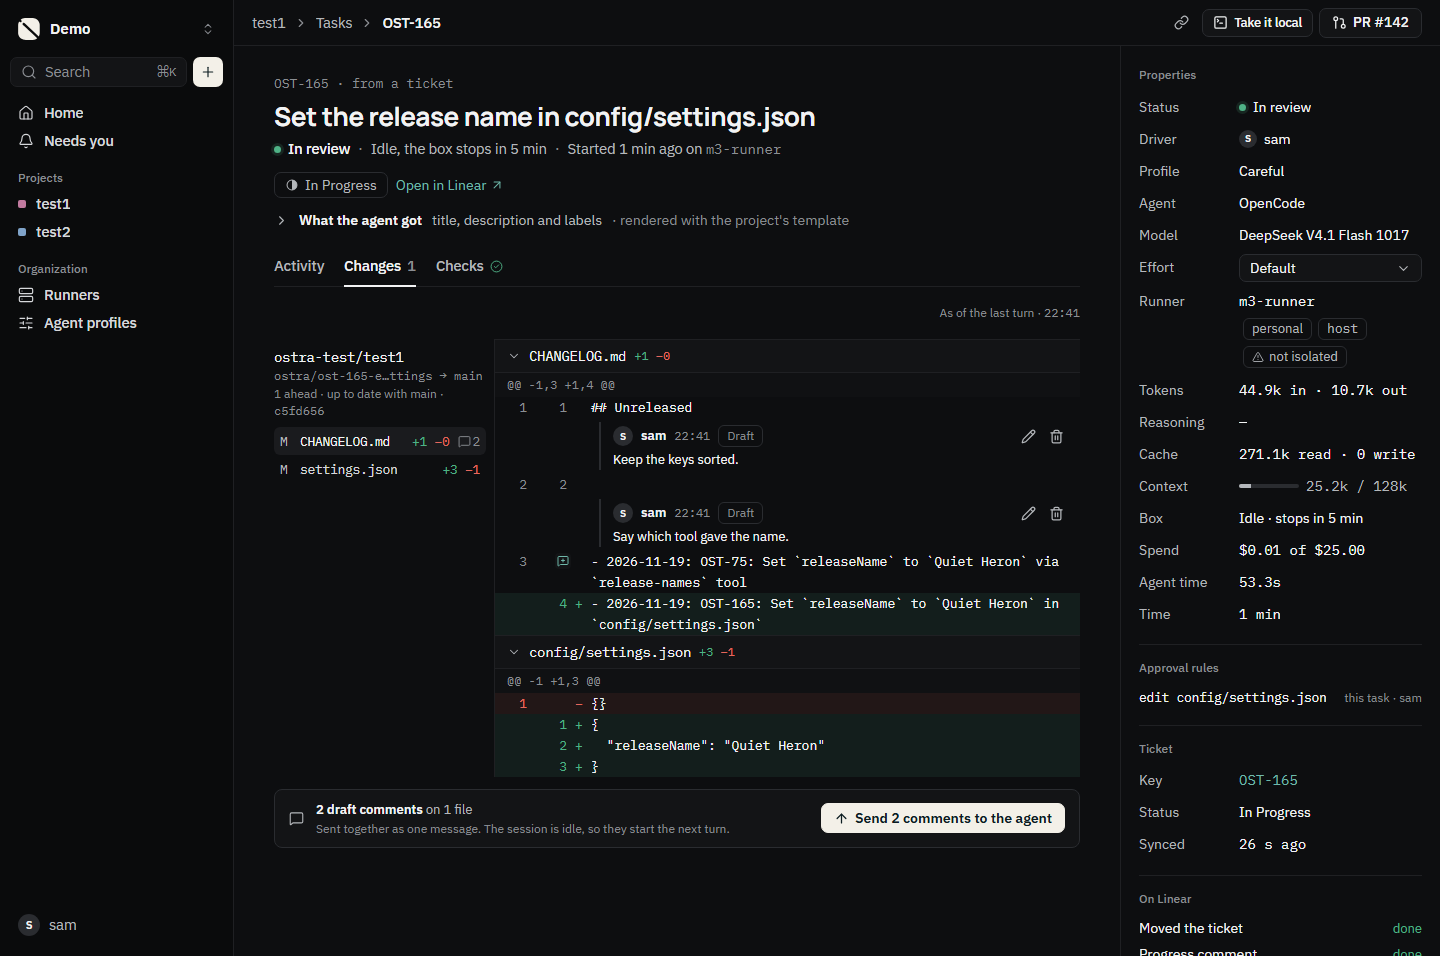 Demo
Search ⌘K
Home
Needs you
Projects
test1
test2
Organization
Runners
Agent profiles
S sam
test1 > Tasks > OST-165
Take it local
PR #142
OST-165 · from a ticket
Set the release name in config/settings.json
In review · Idle, the box stops in 5 min · Started 1 min ago on m3-runner
In Progress
Open in Linear ↗
What the agent got title, description and labels · rendered with the project's template
Activity
Changes 1
Checks
As of the last turn · 22:41
ostra-test/test1
ostra/ost-165-e…ttings → main
1 ahead · up to date with main ·
c5fd656
M CHANGELOG.md +1 −0 2
M settings.json +3 −1
CHANGELOG.md +1 −0
@@ -1,3 +1,4 @@
1 1 ## Unreleased
S sam 22:41 Draft
Keep the keys sorted.
2 2
S sam 22:41 Draft
Say which tool gave the name.
3 - 2026-11-19: OST-75: Set `releaseName` to `Quiet Heron` via
`release-names` tool
4 + - 2026-11-19: OST-165: Set `releaseName` to `Quiet Heron` in
`config/settings.json`
config/settings.json +3 −1
@@ -1 +1,3 @@
1 − {}
1 + {
2 + "releaseName": "Quiet Heron"
3 + }
2 draft comments on 1 file
Sent together as one message. The session is idle, so they start the next turn.
Send 2 comments to the agent
Properties
Status In review
Driver S sam
Profile Careful
Agent OpenCode
Model DeepSeek V4.1 Flash 1017
Effort Default
Runner m3-runner
personal host
not isolated
Tokens 44.9k in · 10.7k out
Reasoning —
Cache 271.1k read · 0 write
Context 25.2k / 128k
Box Idle · stops in 5 min
Spend $0.01 of $25.00
Agent time 53.3s
Time 1 min
Approval rules
edit config/settings.json this task · sam
Ticket
Key OST-165
Status In Progress
Synced 26 s ago
On Linear
Moved the ticket done
Progress comment done